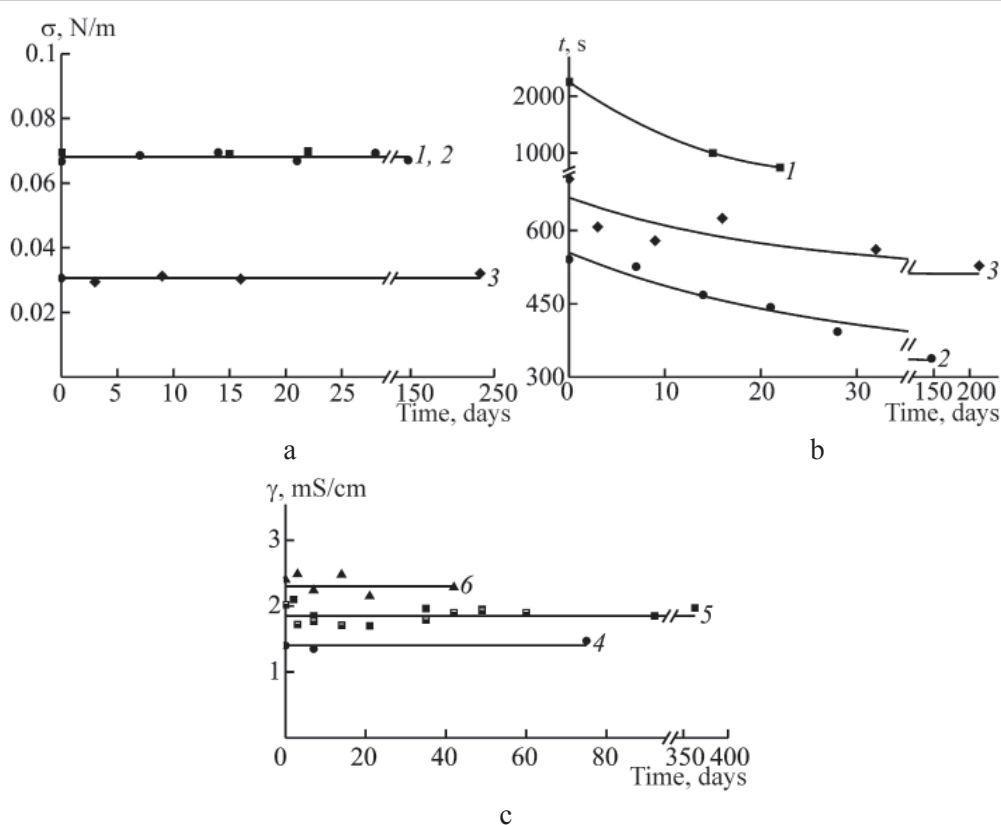 σ, N/m
0.1
0.08
0.06
0.04
0.02
1, 2
3
0 5 10 15 20 25 150 250
Time, days
a
t, s
2000
1000
600
450
300
1
3
2
0 10 20 30 150 200
Time, days
b
γ, mS/cm
3
2
1
6
5
4
0 20 40 60 80 350 400
Time, days
c